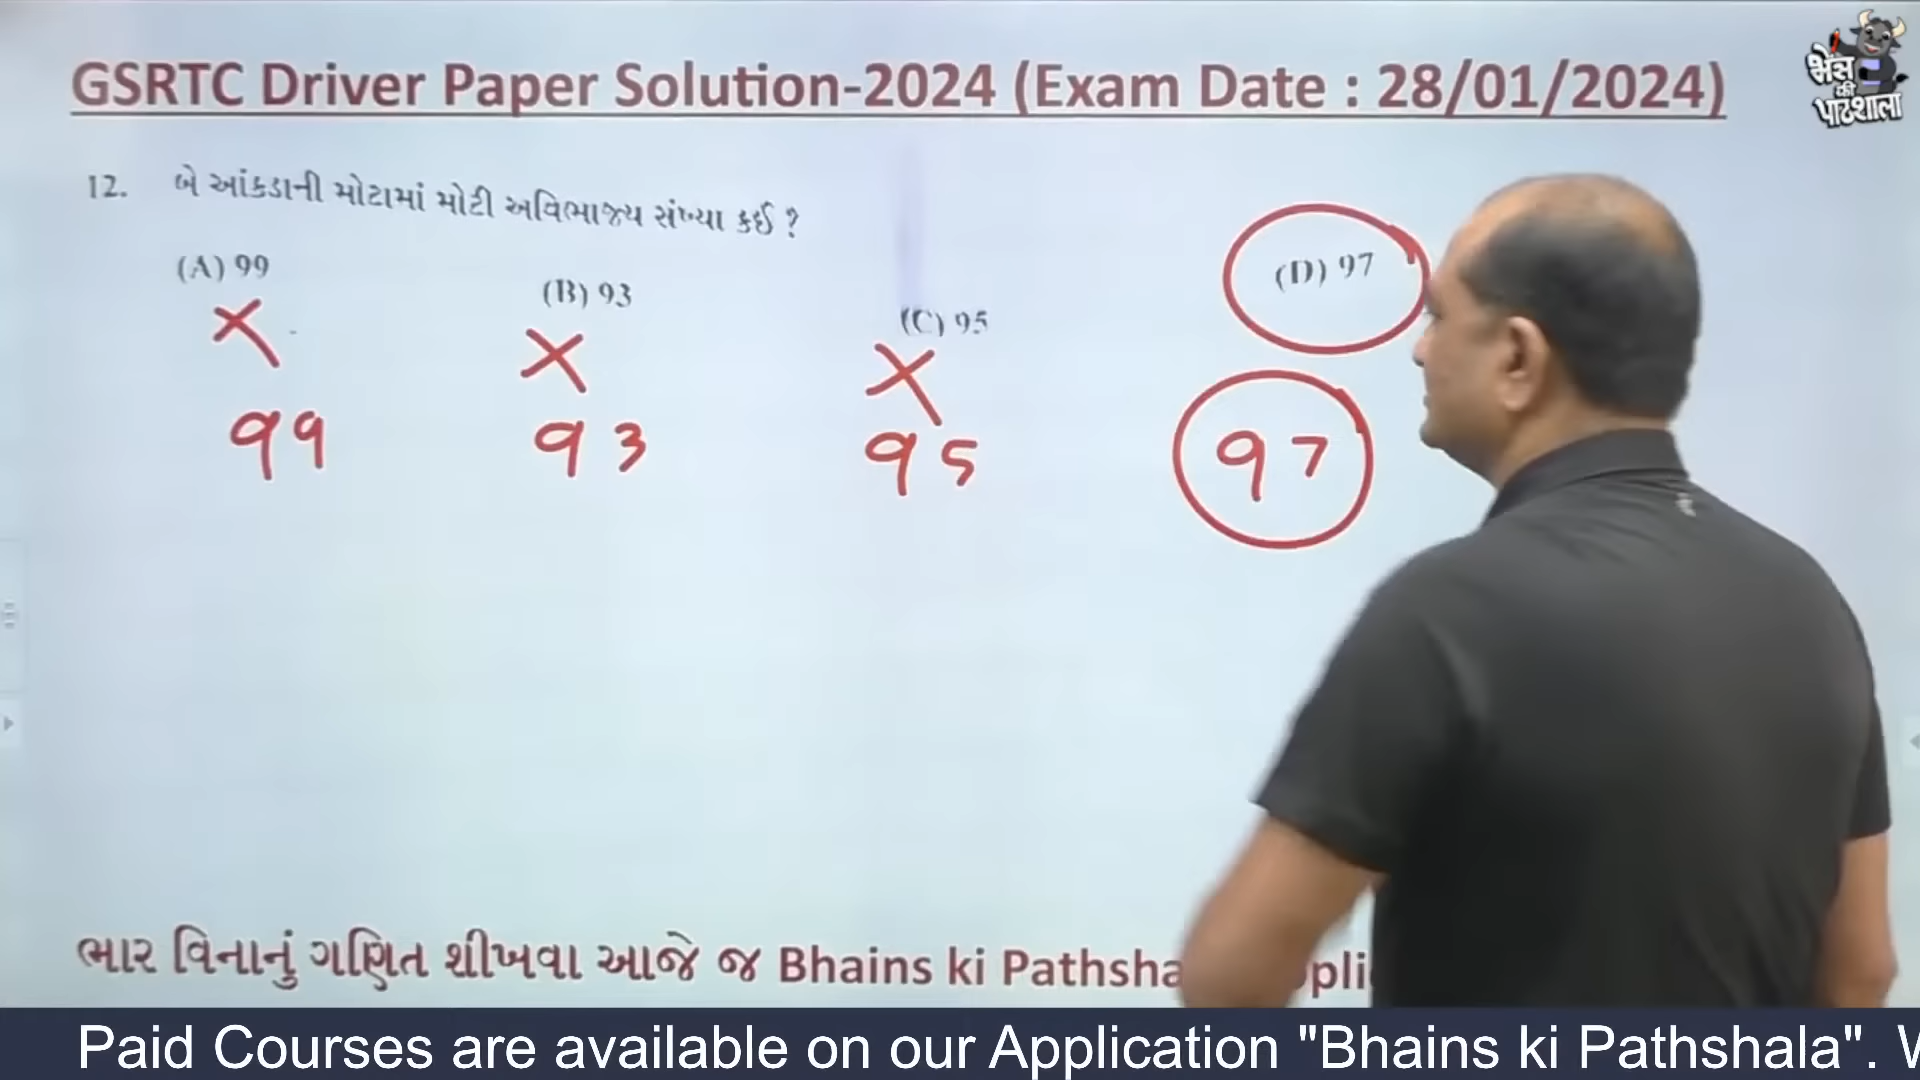 GSRTC Driver Paper Solution-2024 (Exam Date : 28/01/2024)
भैंस
की
पाठशाला
12. બે આંકડાની મોટામાં મોટી અવિભાજ્ય સંખ્યા કઈ ?
(A) 99 (B) 93 (C) 95 (D) 97
99 93 95 97
ભાર વિનાનું ગણિત શીખવા આજે જ Bhains ki
Paid Courses are available on our Application "Bhains ki Pathshala".